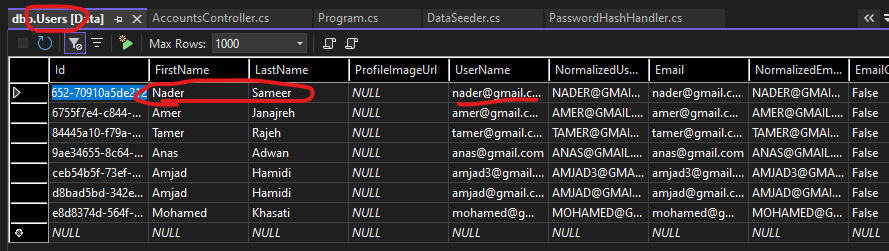 dbo.Users [Data] AccountsController.cs Program.cs DataSeeder.cs PasswordHashHandler.cs
Max Rows: 1000
Id FirstName LastName ProfileImageUrl UserName NormalizedUs... Email NormalizedEm... EmailC
652-70910a5de212 Nader Sameer NULL nader@gmail.c... NADER@GMAI... nader@gmail.c... NADER@GMAI... False
6755f7e4-c844-... Amer Janajreh NULL amer@gmail.c... AMER@GMAIL... amer@gmail.c... AMER@GMAIL... False
84445a10-f79a-... Tamer Rajeh NULL tamer@gmail.c... TAMER@GMAI... tamer@gmail.c... TAMER@GMAI... False
9ae34655-8c64-... Anas Adwan NULL anas@gmail.com ANAS@GMAIL.... anas@gmail.com ANAS@GMAIL.... False
ceb54b5f-73ef-... Amjad Hamidi NULL amjad3@gmail.... AMJAD3@GMA... amjad3@gmail.... AMJAD3@GMA... False
d8bad5bd-342e... Amjad Hamidi NULL amjad@gmail.c... AMJAD@GMAI... amjad@gmail.c... AMJAD@GMAI... False
e8d8374d-564f-... Mohamed Khasati NULL mohamed@g... MOHAMED@G... mohamed@g... MOHAMED@G... False
NULL NULL NULL NULL NULL NULL NULL NULL NULL